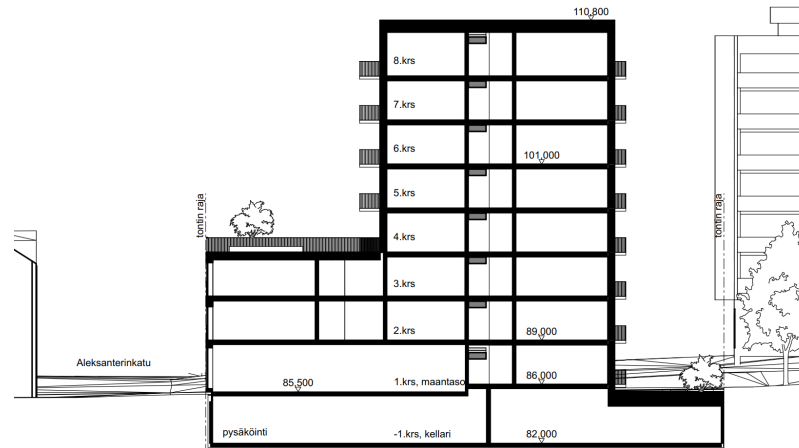 110,800
8.krs
7.krs
6.krs
101,000
5.krs
tontin raja
tontin raja
4.krs
3.krs
2.krs
89,000
Aleksanterinkatu
85,500
1.krs, maantaso
86,000
pysäköinti
-1.krs, kellari
82,000